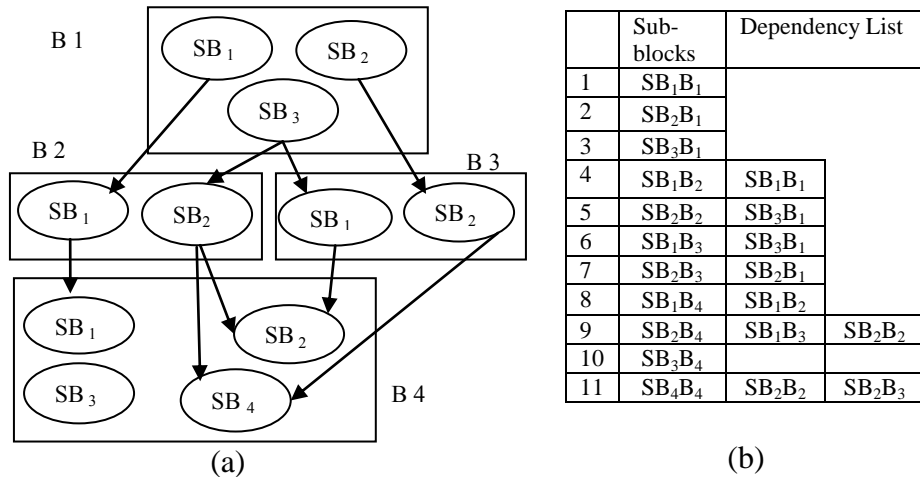 B 1
SB 1
SB 2
SB 3
B 2
B 3
SB 1
SB2
SB 1
SB 2
SB 1
SB 2
SB 3
SB 4
B 4
(a)
Sub-blocks Dependency List
1 SB1B1
2 SB2B1
3 SB3B1
4 SB1B2 SB1B1
5 SB2B2 SB3B1
6 SB1B3 SB3B1
7 SB2B3 SB2B1
8 SB1B4 SB1B2
9 SB2B4 SB1B3 SB2B2
10 SB3B4
11 SB4B4 SB2B2 SB2B3
(b)